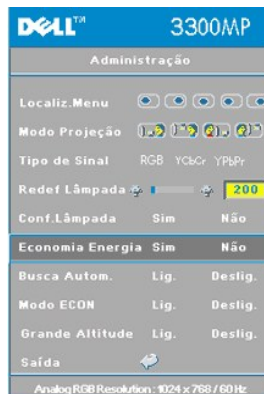 DELL™ 3300MP
Administração
Localiz.Menu
Modo Projeção
Tipo de Sinal RGB YCbCr YPbPr
Redef Lâmpada 200
Conf.Lâmpada Sim Não
Economia Energia Sim Não
Busca Autom. Lig. Deslig.
Modo ECON Lig. Deslig.
Grande Altitude Lig. Deslig.
Saída
Analog RGB Resolution : 1024 x 768 / 60 Hz